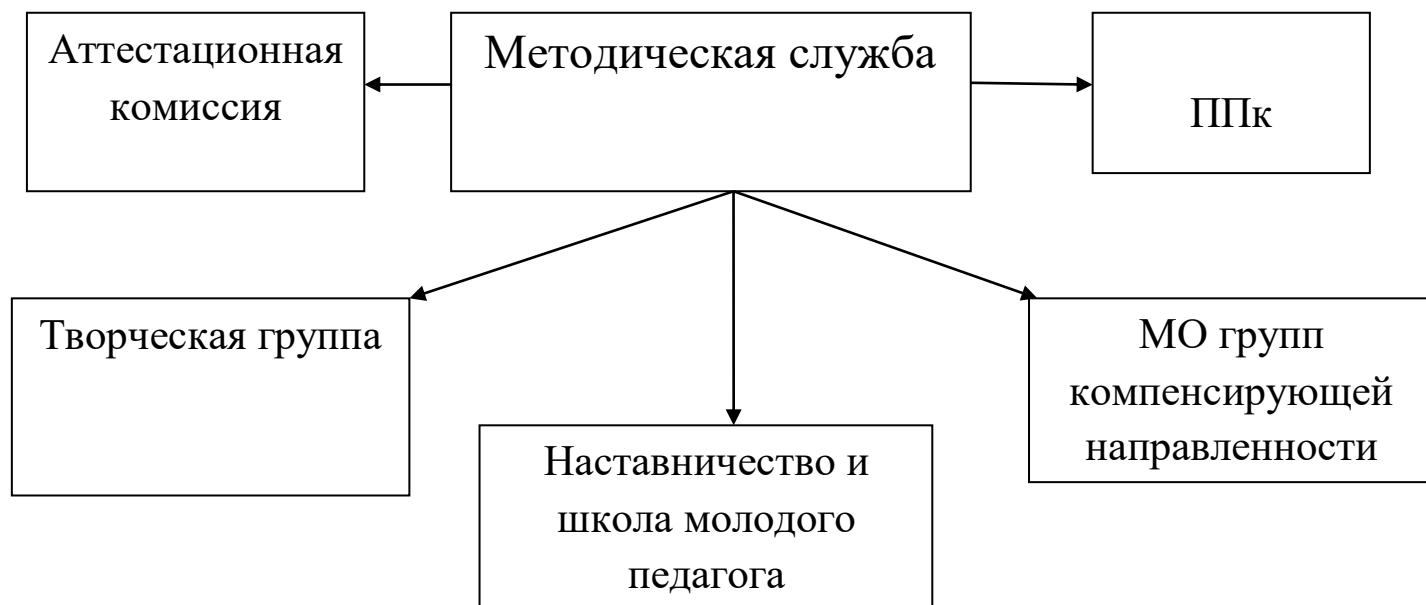 Аттестационная
комиссия
Методическая служба
ППк
Творческая группа
МО групп
компенсирующей
направленности
Наставничество и
школа молодого
педагога